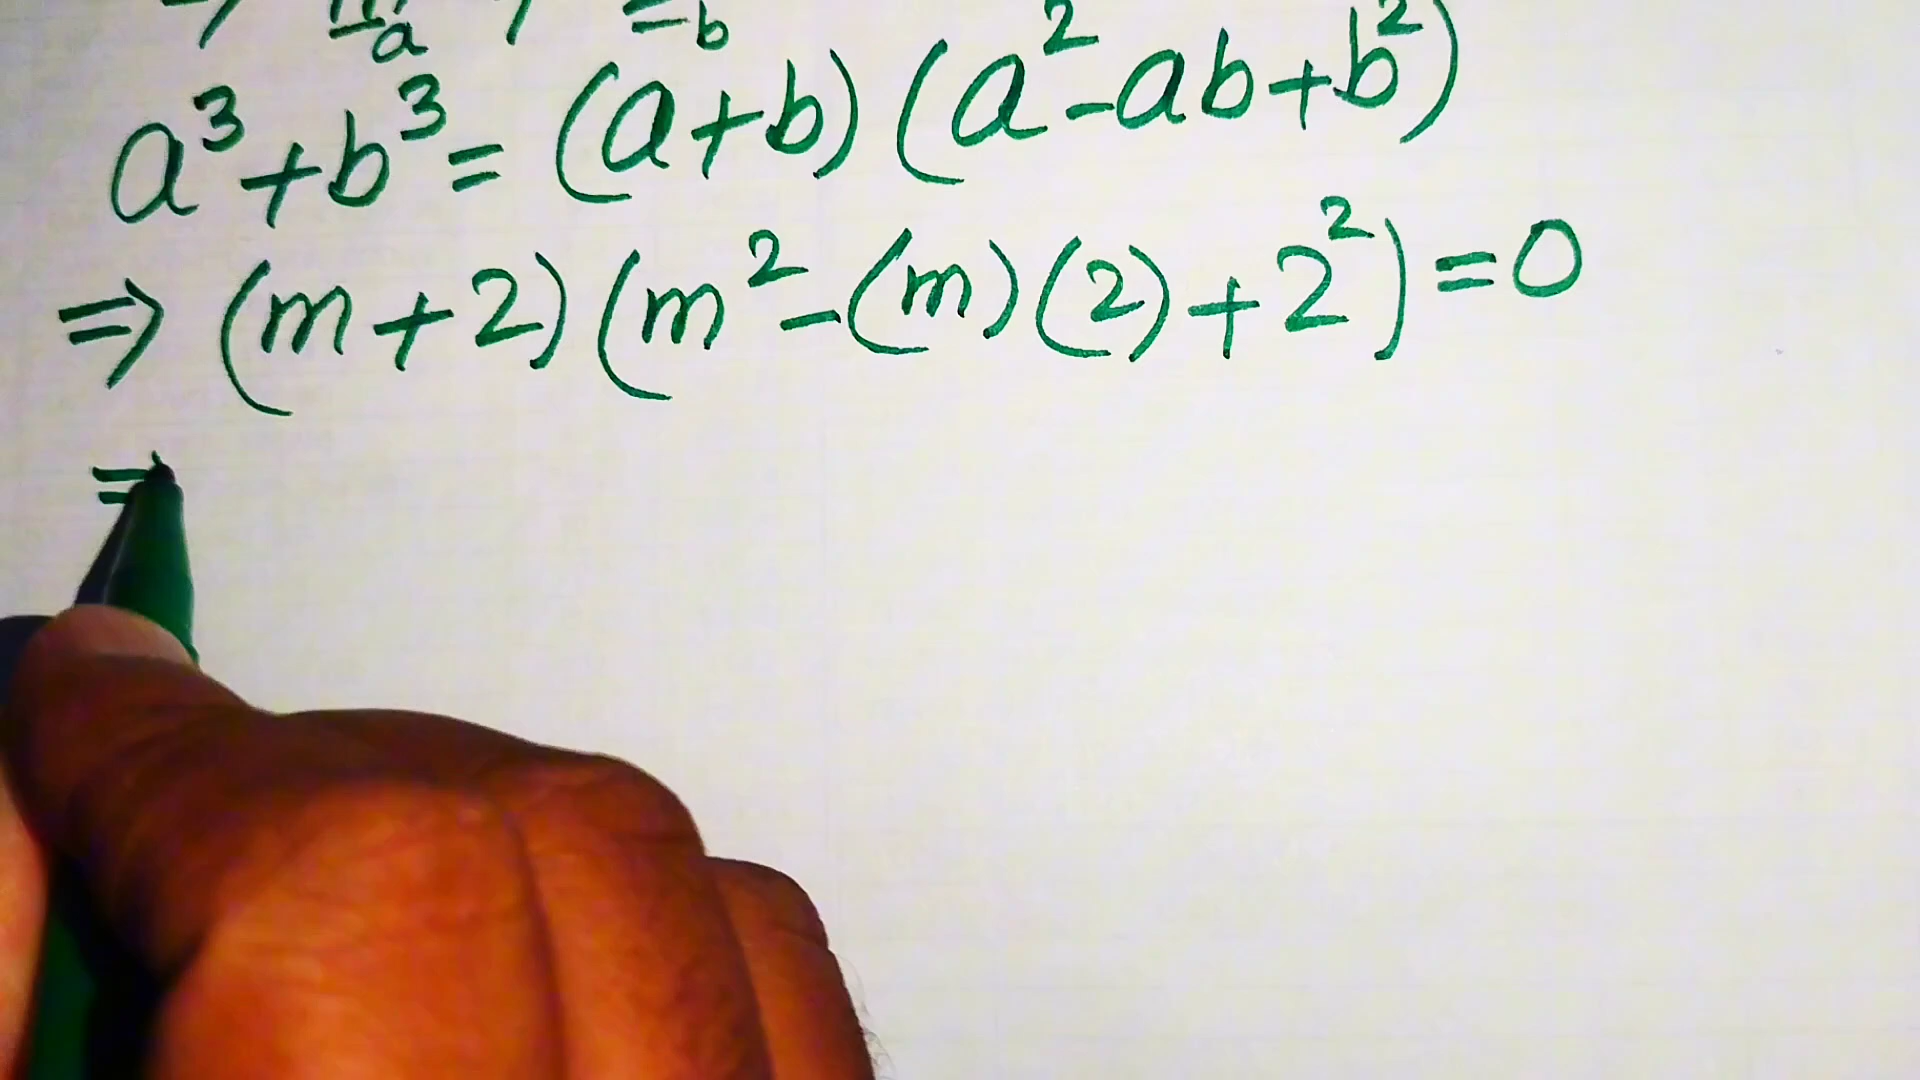 a = b
a³ + b³ = (a + b) (a² - ab + b²)
⇒ (m + 2) (m² - (m) (2) + 2²) = 0
⇒